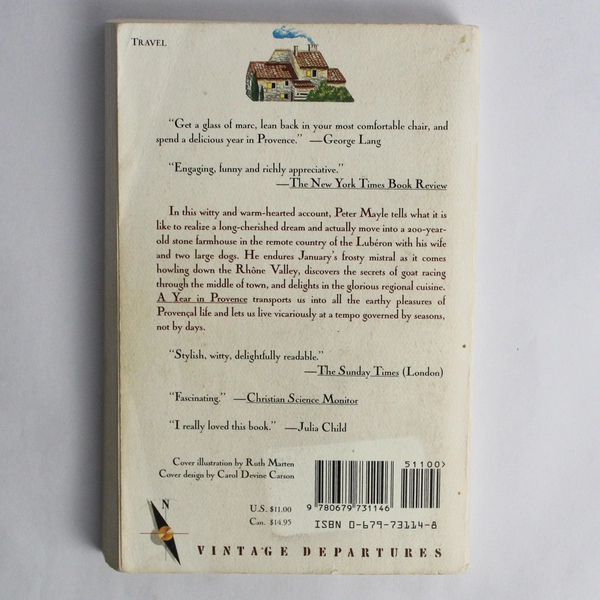 TRAVEL
“Get a glass of marc, lean back in your most comfortable chair, and
spend a delicious year in Provence.” —George Lang
“Engaging, funny and richly appreciative.”
—The New York Times Book Review
In this witty and warm-hearted account, Peter Mayle tells what it is
like to realize a long-cherished dream and actually move into a 200-year-
old stone farmhouse in the remote country of the Lubéron with his wife
and two large dogs. He endures January's frosty mistral as it comes
howling down the Rhône Valley, discovers the secrets of goat racing
through the middle of town, and delights in the glorious regional cuisine.
A Year in Provence transports us into all the earthy pleasures of
Provençal life and lets us live vicariously at a tempo governed by seasons,
not by days.
“Stylish, witty, delightfully readable.”
—The Sunday Times (London)
“Fascinating.” —Christian Science Monitor
“I really loved this book.” —Julia Child
Cover illustration by Ruth Marten
Cover design by Carol Devine Carson
U.S. $11.00
Can. $14.95
51100>
9 780679 731146
ISBN 0-679-73114-8
N
VINTAGE DEPARTURES